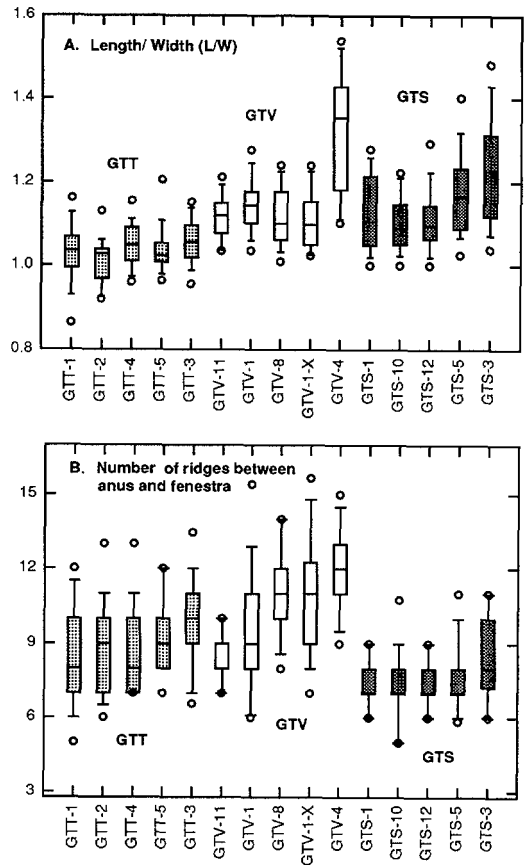 1.6
A. Length/ Width (L/W)
GTS
1.4
GTV
GTT
1.2
1.0
0.8
GTT-1 GTT-2 GTT-4 GTT-5 GTT-3 GTV-11 GTV-1 GTV-8 GTV-1-X GTV-4 GTS-1 GTS-10 GTS-12 GTS-5 GTS-3
B. Number of ridges between
anus and fenestra
15
12
9
6
GTT
GTV
GTS
3
GTT-1 GTT-2 GTT-4 GTT-5 GTT-3 GTV-11 GTV-1 GTV-8 GTV-1-X GTV-4 GTS-1 GTS-10 GTS-12 GTS-5 GTS-3